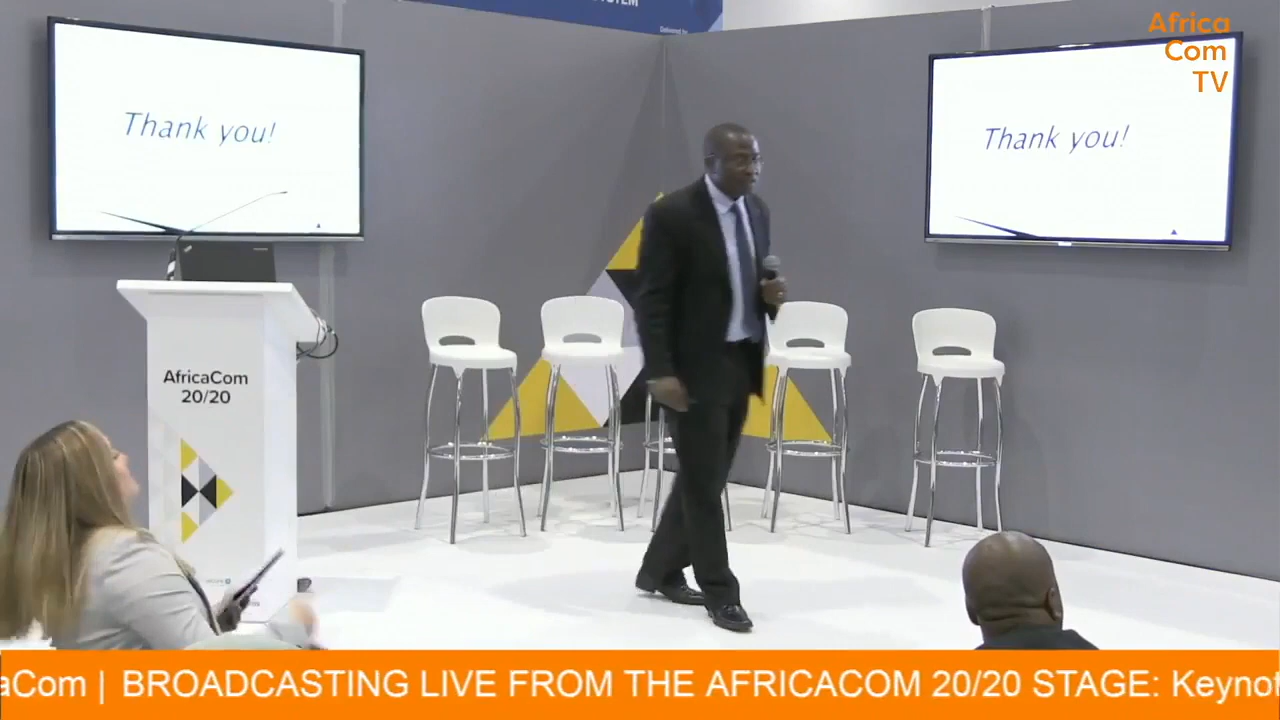 Thank you!
Africa
Com
TV
Thank you!
AfricaCom
20/20
aCom | BROADCASTING LIVE FROM THE AFRICACOM 20/20 STAGE: Keyno